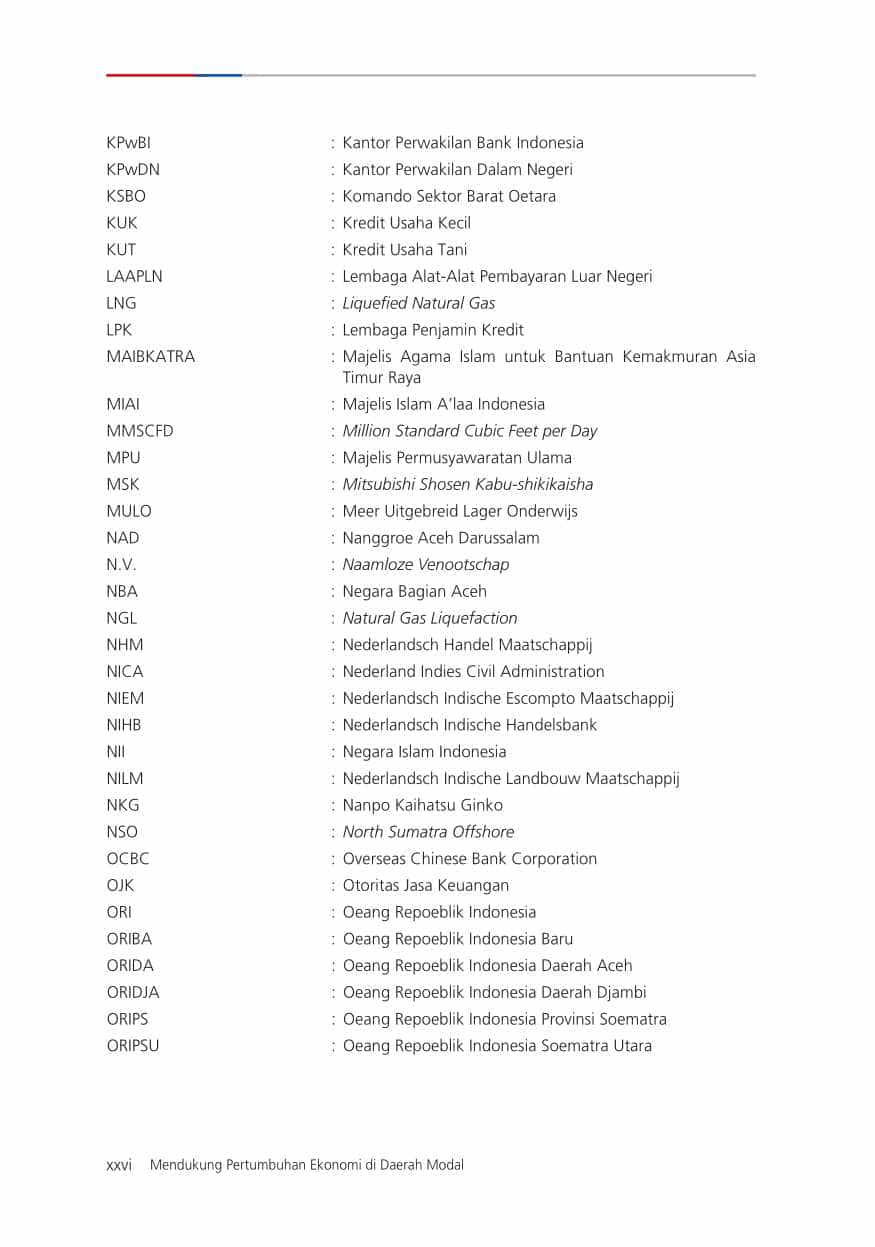 KPwBI : Kantor Perwakilan Bank Indonesia
KPwDN : Kantor Perwakilan Dalam Negeri
KSBO : Komando Sektor Barat Oetara
KUK : Kredit Usaha Kecil
KUT : Kredit Usaha Tani
LAAPLN : Lembaga Alat-Alat Pembayaran Luar Negeri
LNG : Liquefied Natural Gas
LPK : Lembaga Penjamin Kredit
MAIBKATRA : Majelis Agama Islam untuk Bantuan Kemakmuran Asia
Timur Raya
MIAI : Majelis Islam A’laa Indonesia
MMSCFD : Million Standard Cubic Feet per Day
MPU : Majelis Permusyawaratan Ulama
MSK : Mitsubishi Shosen Kabu-shikikaisha
MULO : Meer Uitgebreid Lager Onderwijs
NAD : Nanggroe Aceh Darussalam
N.V. : Naamloze Venootschap
NBA : Negara Bagian Aceh
NGL : Natural Gas Liquefaction
NHM : Nederlandsch Handel Maatschappij
NICA : Nederland Indies Civil Administration
NIEM : Nederlandsch Indische Escompto Maatschappij
NIHB : Nederlandsch Indische Handelsbank
NII : Negara Islam Indonesia
NILM : Nederlandsch Indische Landbouw Maatschappij
NKG : Nanpo Kaihatsu Ginko
NSO : North Sumatra Offshore
OCBC : Overseas Chinese Bank Corporation
OJK : Otoritas Jasa Keuangan
ORI : Oeang Repoeblik Indonesia
ORIBA : Oeang Repoeblik Indonesia Baru
ORIDA : Oeang Repoeblik Indonesia Daerah Aceh
ORIDJA : Oeang Repoeblik Indonesia Daerah Djambi
ORIPS : Oeang Repoeblik Indonesia Provinsi Soematra
ORIPSU : Oeang Repoeblik Indonesia Soematra Utara
xxvi Mendukung Pertumbuhan Ekonomi di Daerah Modal